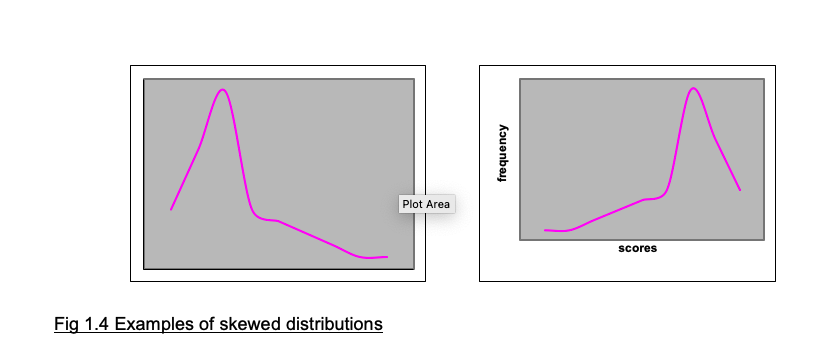 frequency
Plot Area
scores
Fig 1.4 Examples of skewed distributions